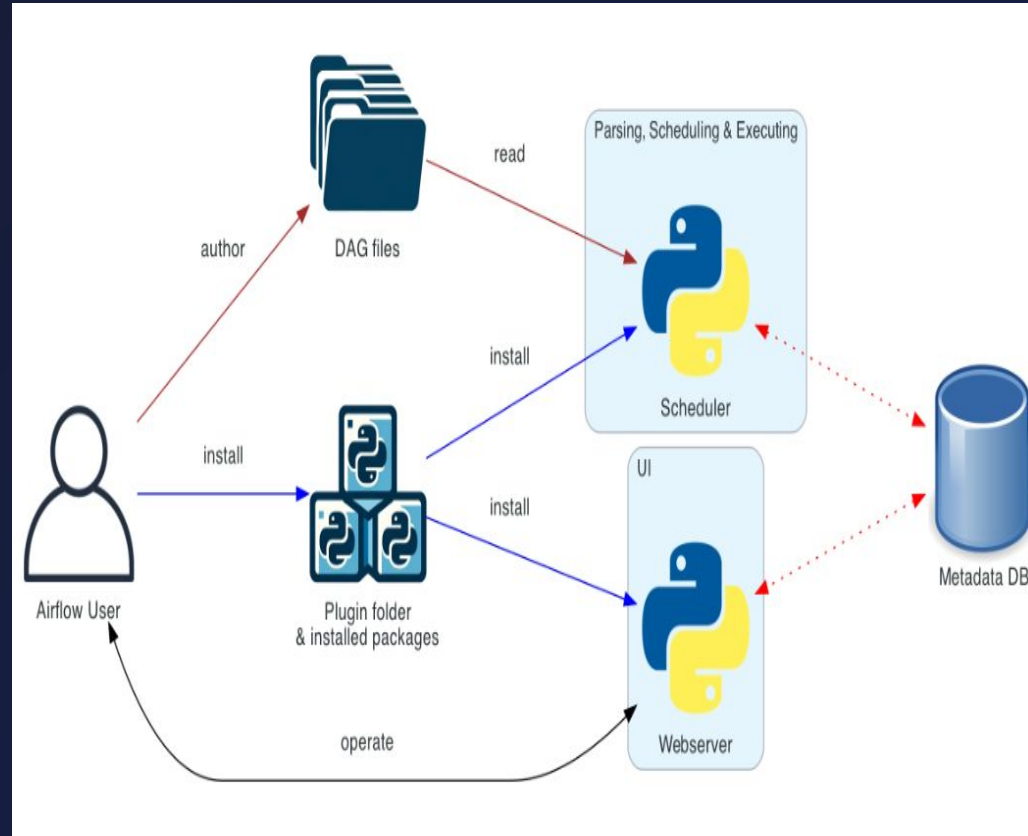 Parsing, Scheduling & Executing
read
author
DAG files
install
Scheduler
install
UI
install
Metadata DB
Airflow User
Plugin folder
& installed packages
operate
Webserver